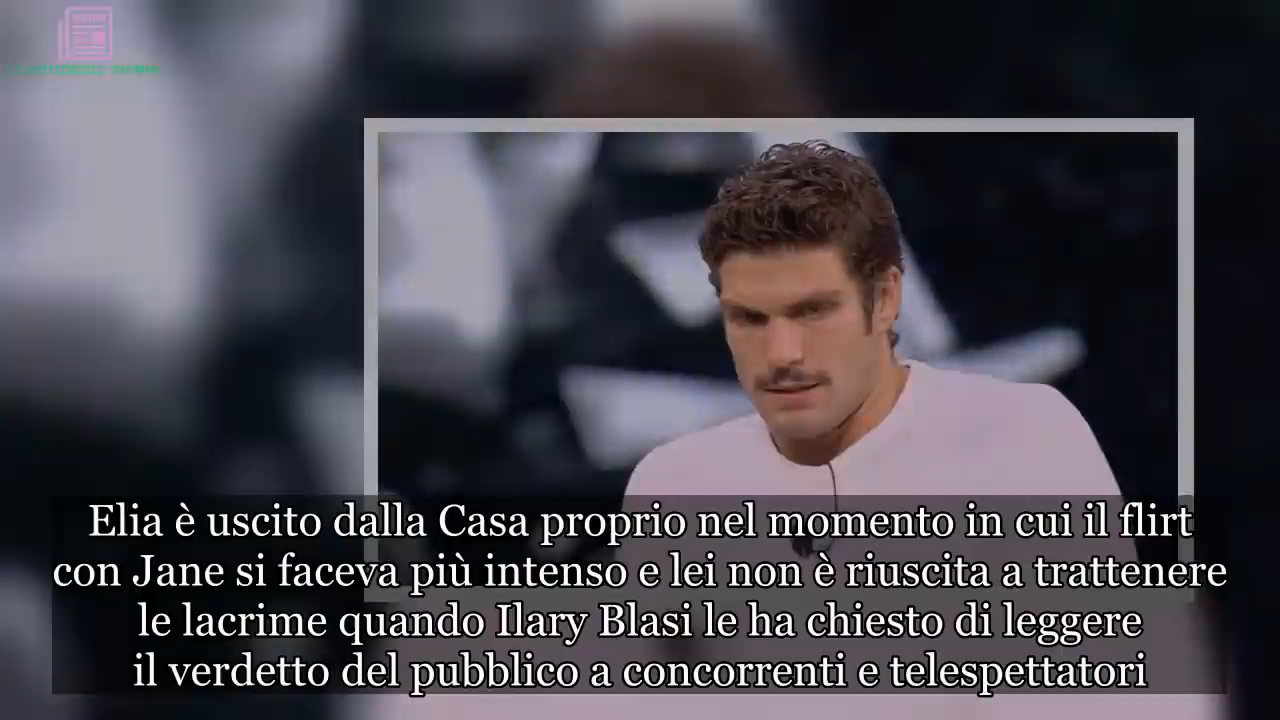 Elia è uscito dalla Casa proprio nel momento in cui il flirt
con Jane si faceva più intenso e lei non è riuscita a trattenere
le lacrime quando Ilary Blasi le ha chiesto di leggere
il verdetto del pubblico a concorrenti e telespettatori